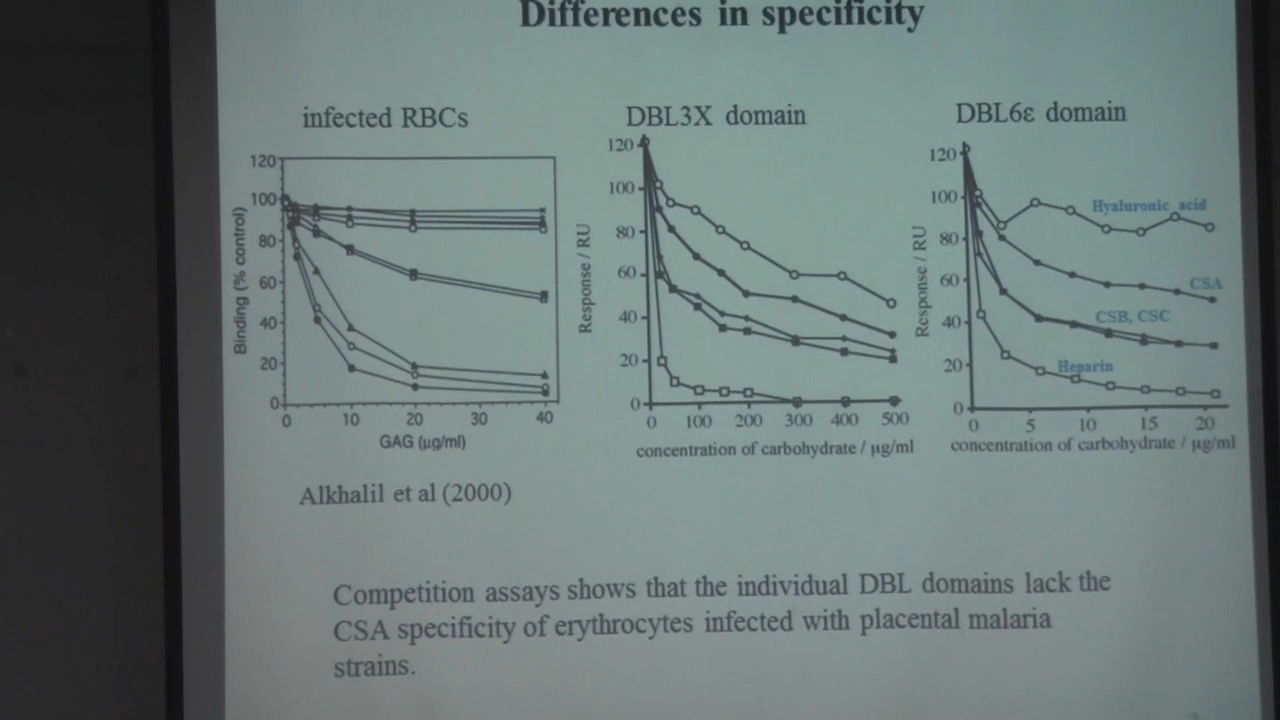 Differences in specificity
infected RBCs
DBL3X domain
DBL6ε domain
120
100
80
60
40
20
0
Binding (% control)
0 10 20 30 40
GAG (µg/ml)
120
100
80
60
40
20
0
Response / RU
0 100 200 300 400 500
concentration of carbohydrate / µg/ml
120
100
80
60
40
20
0
Response / RU
Hyaluronic acid
CSA
CSB, CSC
Heparin
0 5 10 15 20
concentration of carbohydrate / µg/ml
Alkhalil et al (2000)
Competition assays shows that the individual DBL domains lack the
CSA specificity of erythrocytes infected with placental malaria
strains.